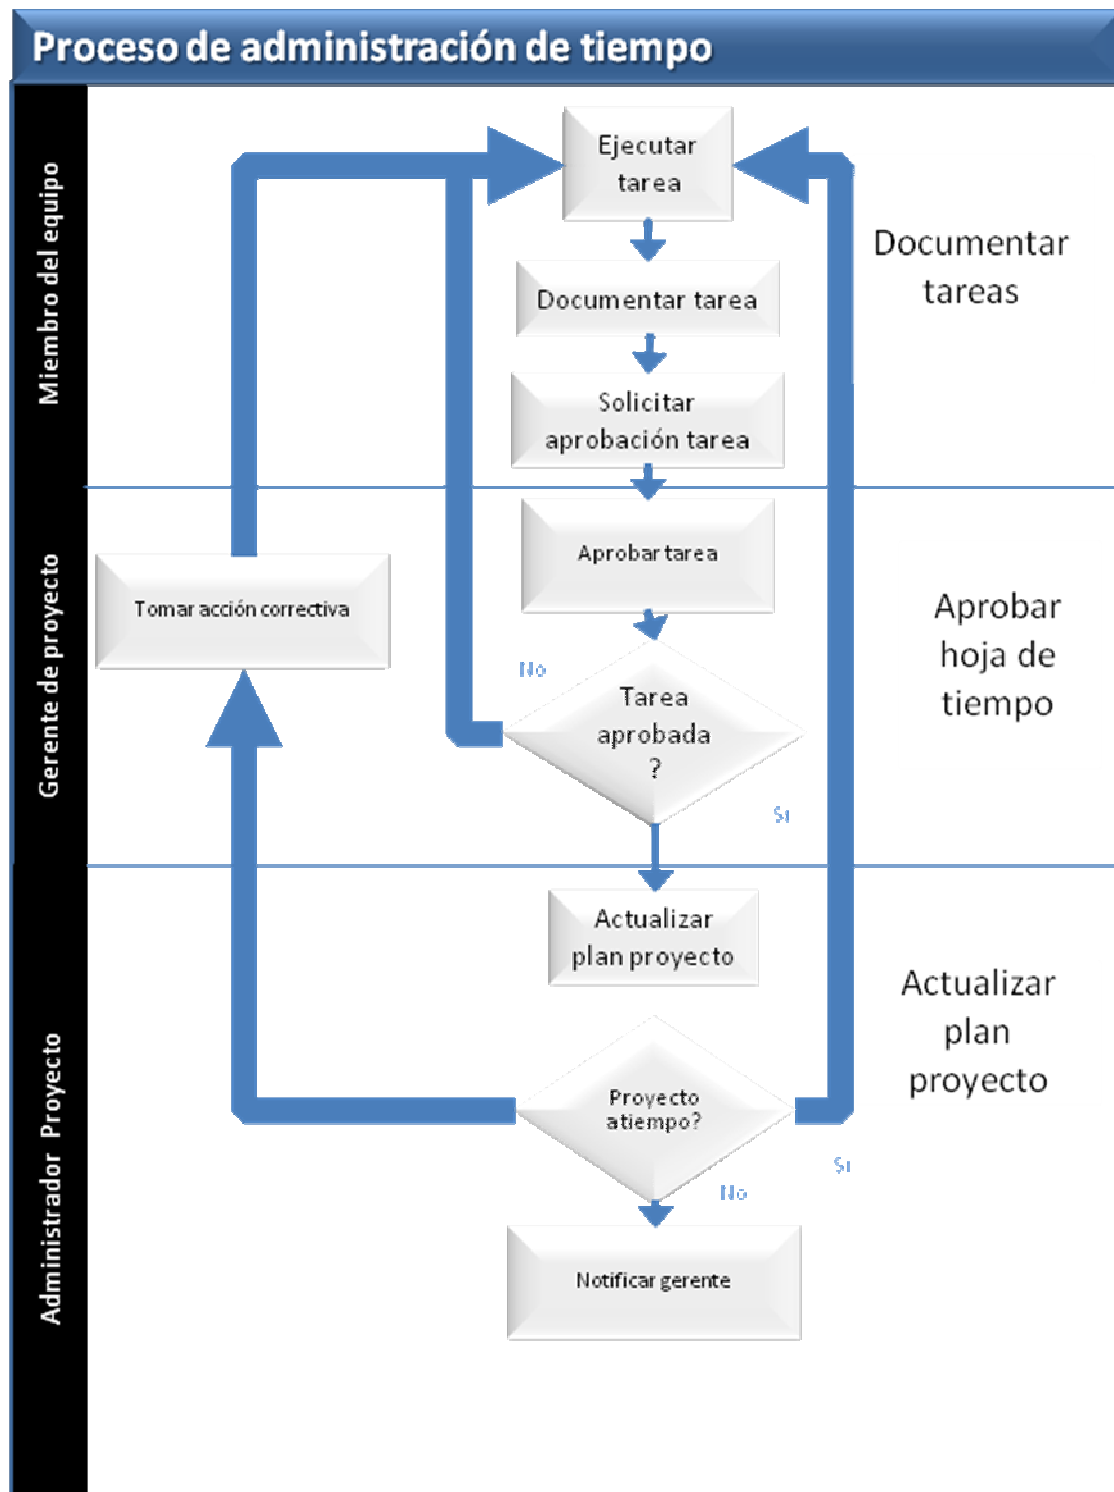 Proceso de administración de tiempo
Miembro del equipo
Ejecutar
tarea
Documentar tarea
Solicitar
aprobación tarea
Documentar
tareas
Gerente de proyecto
Tomar acción correctiva
Aprobar tarea
No
Tarea
aprobada
?
Si
Aprobar
hoja de
tiempo
Administrador Proyecto
Actualizar
plan proyecto
Proyecto
a tiempo?
Si
No
Notificar gerente
Actualizar
plan
proyecto